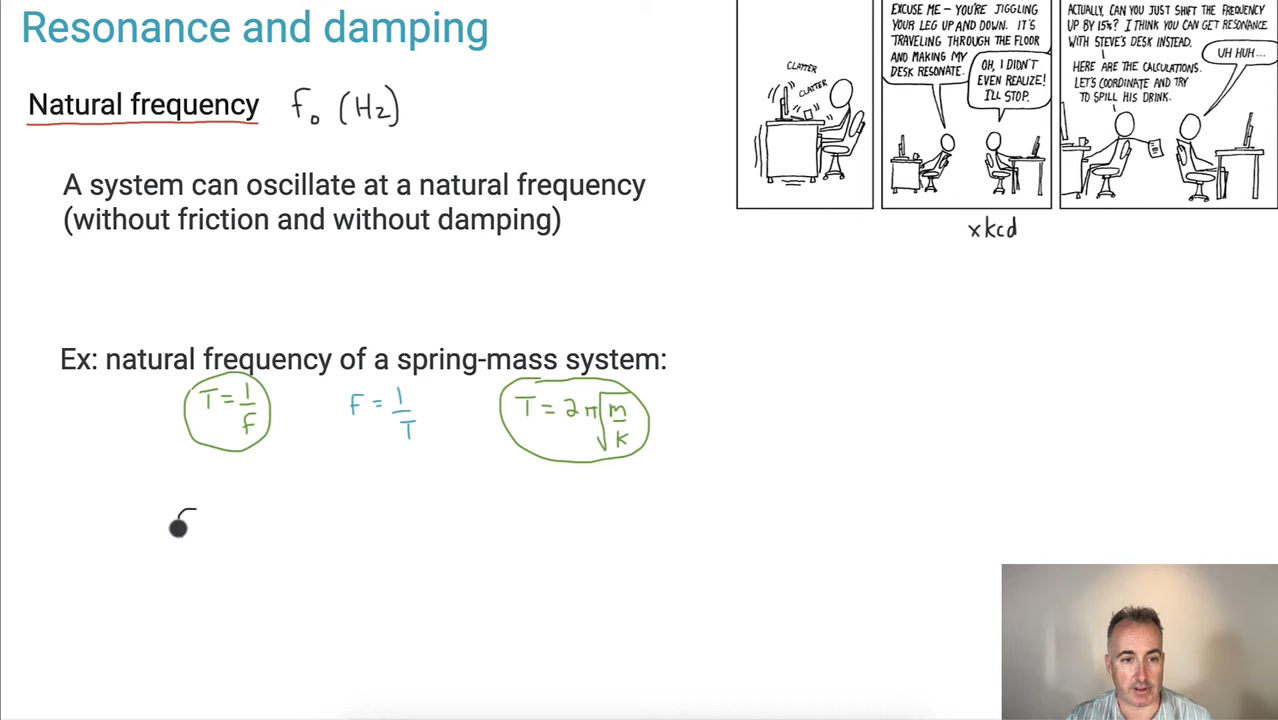 Resonance and damping
Natural frequency f₀ (Hz)
A system can oscillate at a natural frequency
(without friction and without damping)
Ex: natural frequency of a spring-mass system:
T = 1/f
F = 1/T
T = 2π√(m/k)
CLATTER
CLATTER
EXCUSE ME – YOU'RE JIGGLING
YOUR LEG UP AND DOWN. IT'S
TRAVELING THROUGH THE FLOOR
AND MAKING MY
DESK RESONATE.
OH, I DIDN'T
EVEN REALIZE!
I'LL STOP.
ACTUALLY, CAN YOU JUST SHIFT THE FREQUENCY
UP BY 15%? I THINK YOU CAN GET RESONANCE
WITH STEVE'S DESK INSTEAD.
UH HUH...
HERE ARE THE CALCULATIONS.
LET'S COORDINATE AND TRY
TO SPILL HIS DRINK.
xkcd